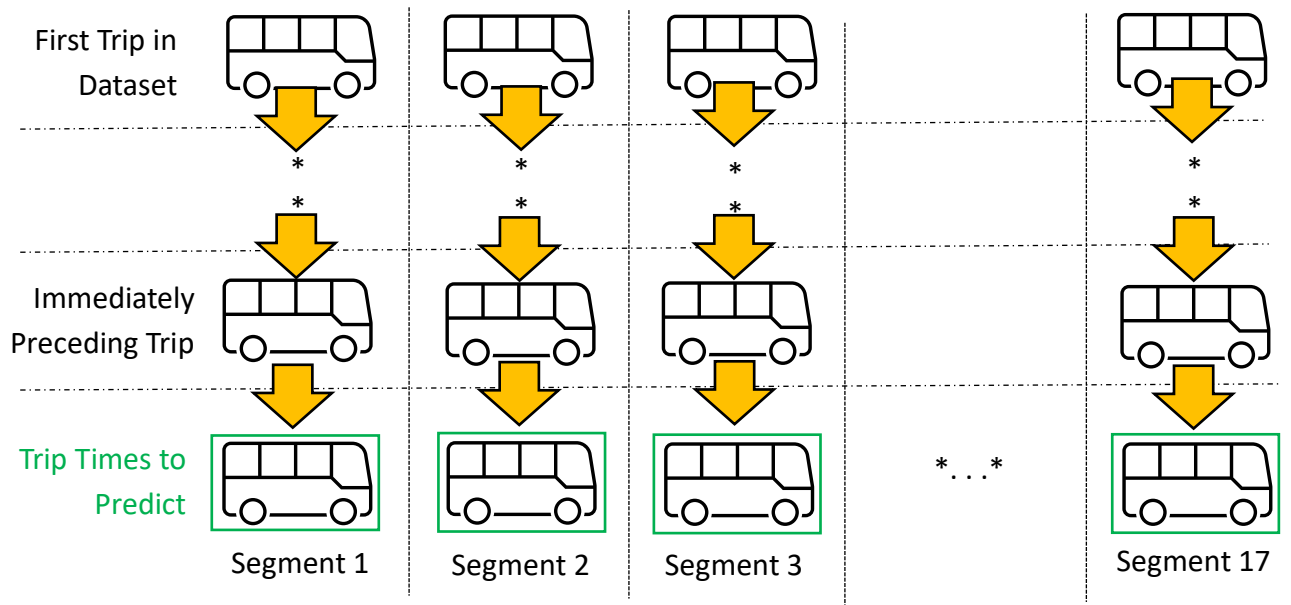 First Trip in
Dataset
* * * *
* * * *
Immediately
Preceding Trip
Trip Times to
Predict
*. . .*
Segment 1 Segment 2 Segment 3 Segment 17